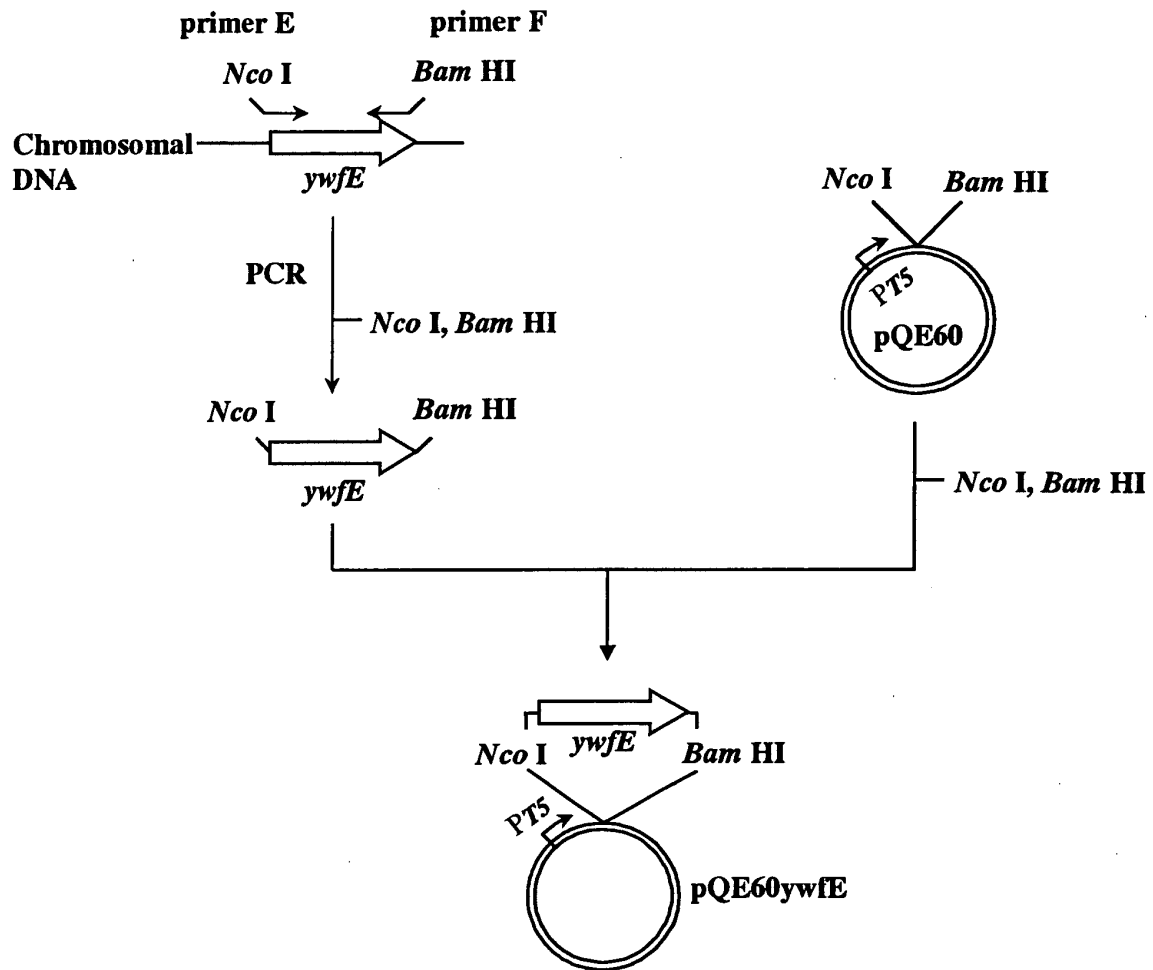 primer E
primer F
Nco I
Bam HI
Chromosomal
DNA
ywfE
Nco I
Bam HI
PT5
pQE60
PCR
Nco I, Bam HI
Nco I
Bam HI
ywfE
Nco I, Bam HI
ywfE
Nco I
Bam HI
PT5
pQE60ywfE